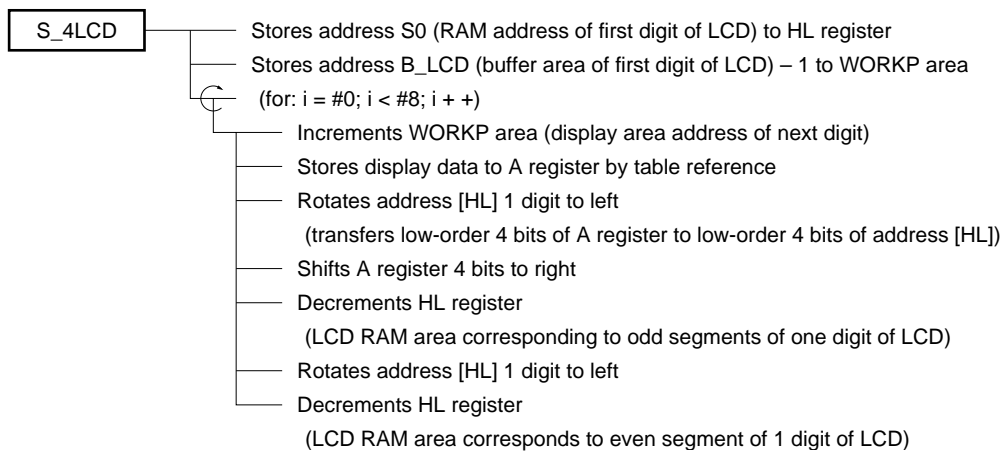 S_4LCD
Stores address S0 (RAM address of first digit of LCD) to HL register
Stores address B_LCD (buffer area of first digit of LCD) – 1 to WORKP area
(for: i = #0; i < #8; i + +)
Increments WORKP area (display area address of next digit)
Stores display data to A register by table reference
Rotates address [HL] 1 digit to left
(transfers low-order 4 bits of A register to low-order 4 bits of address [HL])
Shifts A register 4 bits to right
Decrements HL register
(LCD RAM area corresponding to odd segments of one digit of LCD)
Rotates address [HL] 1 digit to left
Decrements HL register
(LCD RAM area corresponds to even segment of 1 digit of LCD)